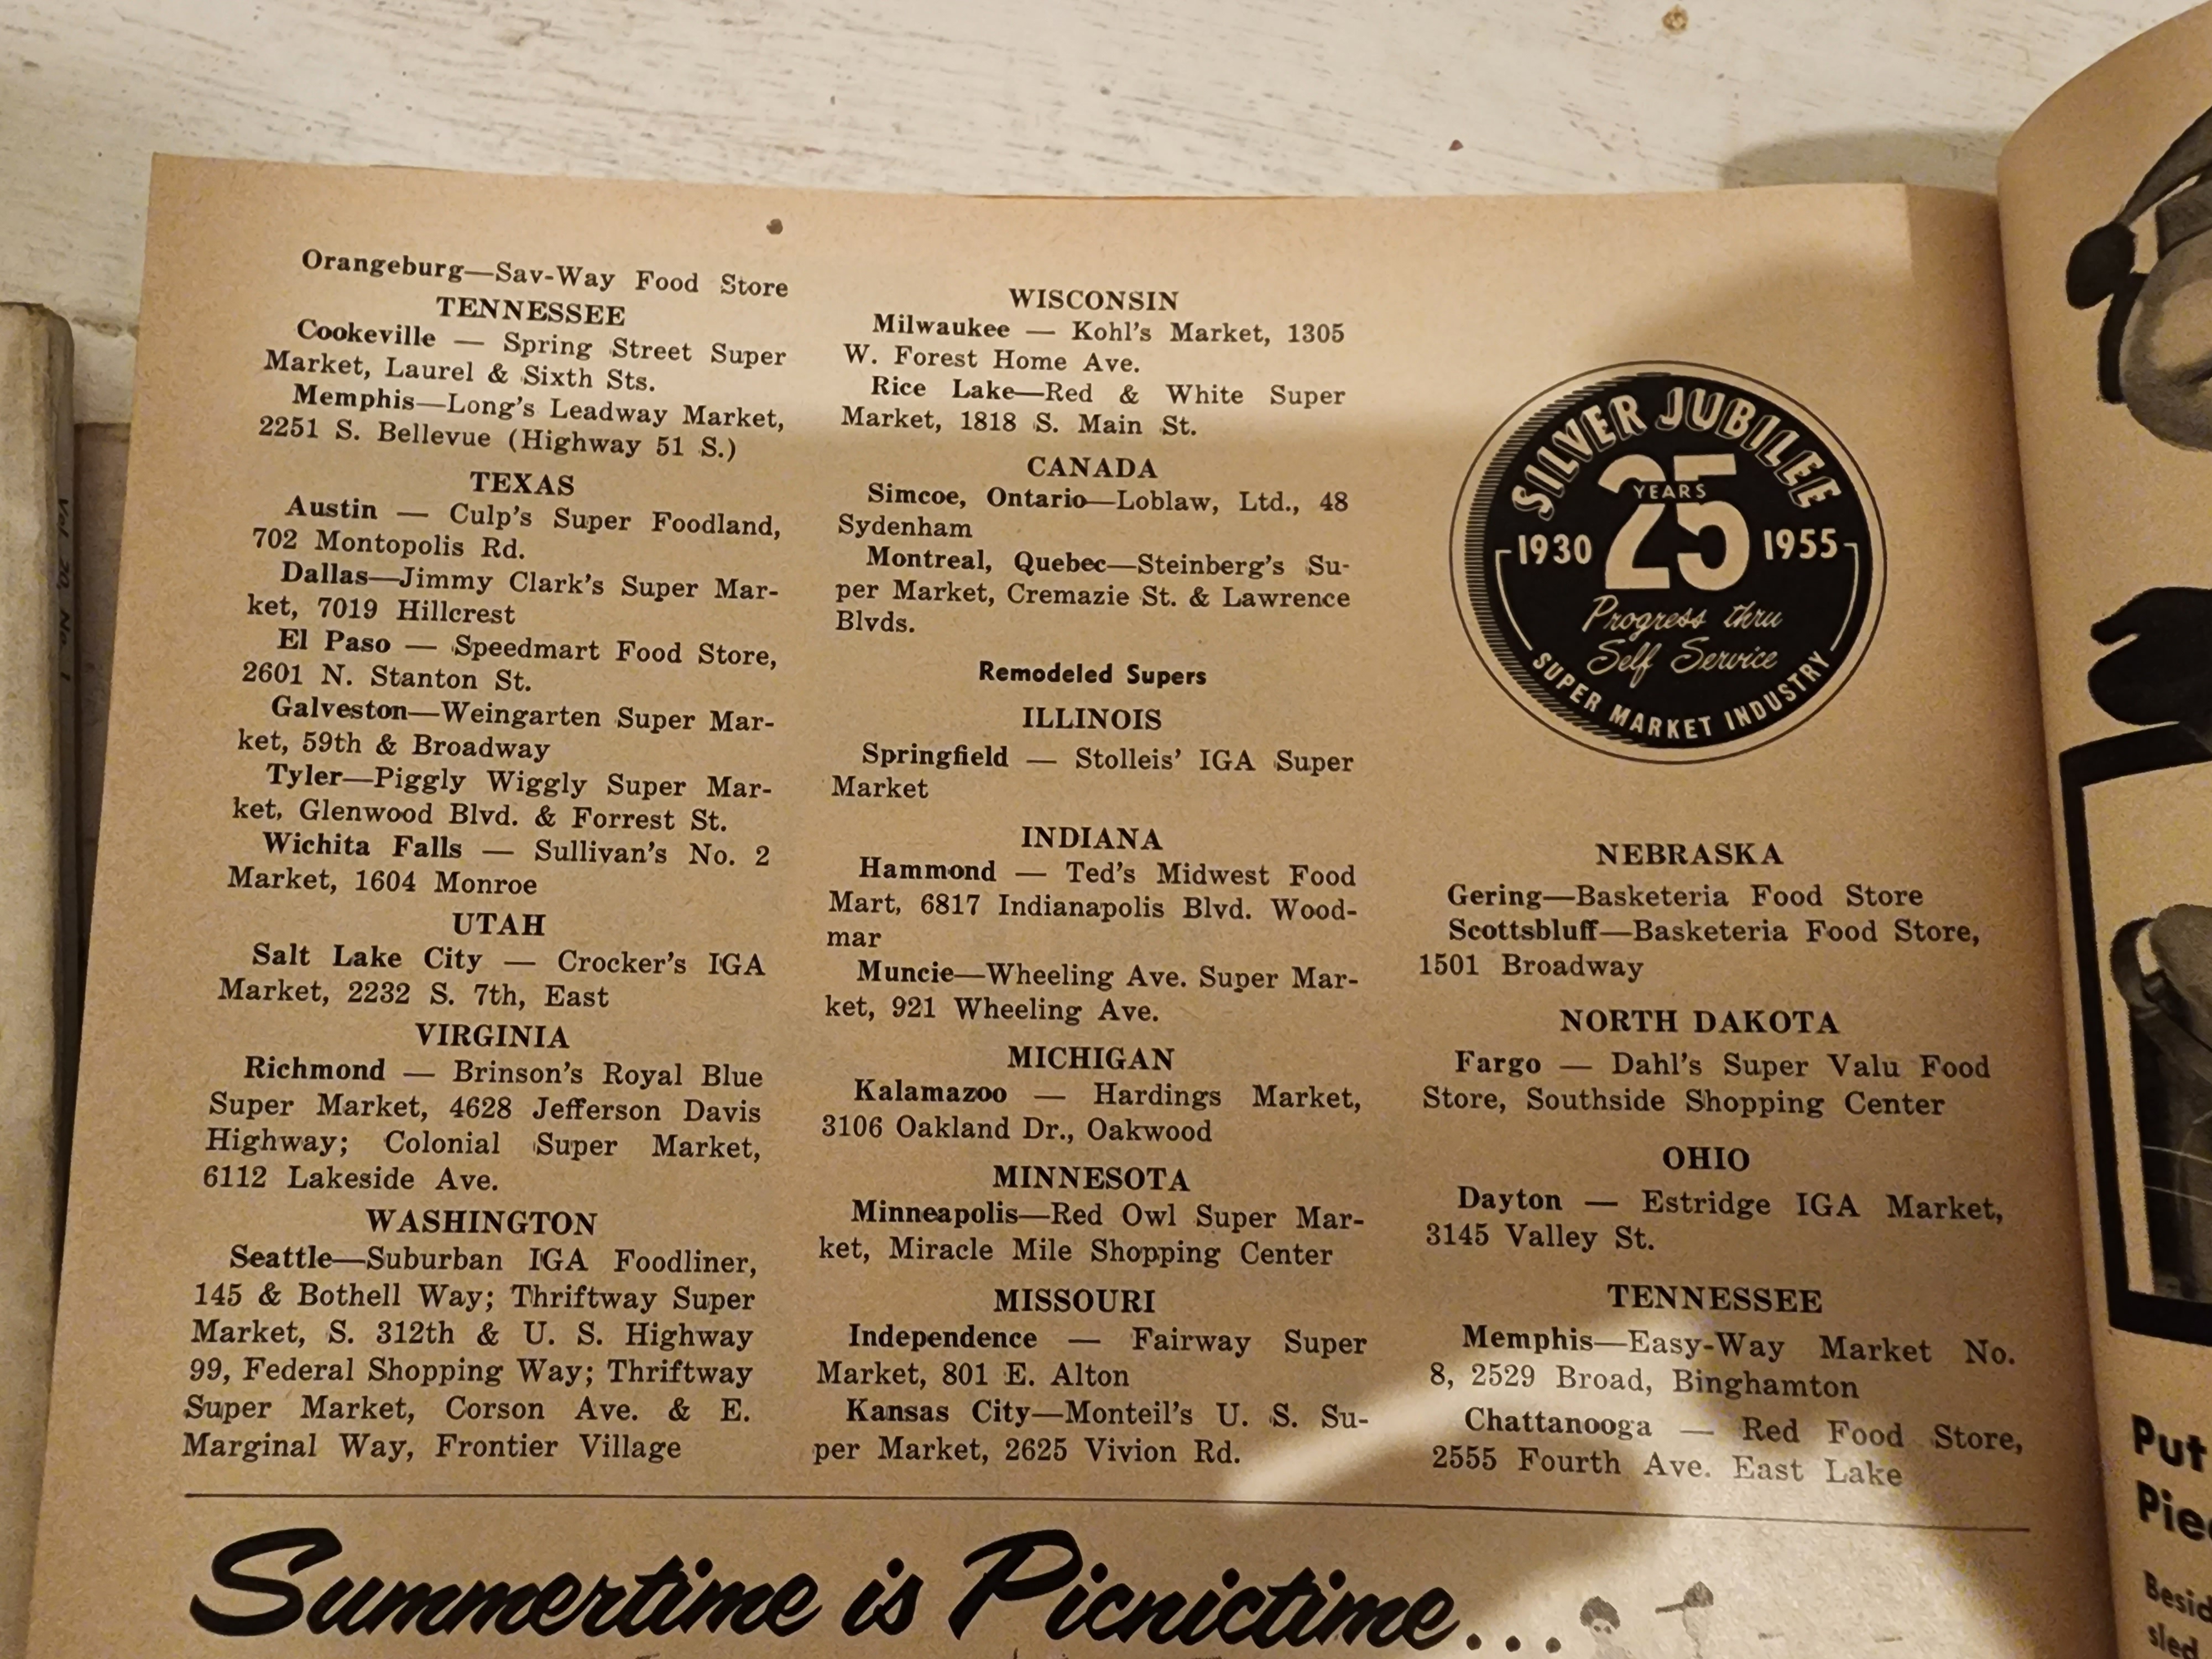 Orangeburg—Sav-Way Food Store
TENNESSEE
Cookeville — Spring Street Super
Market, Laurel & Sixth Sts.
Memphis—Long's Leadway Market,
2251 S. Bellevue (Highway 51 S.)
TEXAS
Austin — Culp's Super Foodland,
702 Montopolis Rd.
Dallas—Jimmy Clark's Super Mar-
ket, 7019 Hillcrest
El Paso — Speedmart Food Store,
2601 N. Stanton St.
Galveston—Weingarten Super Mar-
ket, 59th & Broadway
Tyler—Piggly Wiggly Super Mar-
ket, Glenwood Blvd. & Forrest St.
Wichita Falls — Sullivan's No. 2
Market, 1604 Monroe
UTAH
Salt Lake City — Crocker's IGA
Market, 2232 S. 7th, East
VIRGINIA
Richmond — Brinson's Royal Blue
Super Market, 4628 Jefferson Davis
Highway; Colonial Super Market,
6112 Lakeside Ave.
WASHINGTON
Seattle—Suburban IGA Foodliner,
145 & Bothell Way; Thriftway Super
Market, S. 312th & U. S. Highway
99, Federal Shopping Way; Thriftway
Super Market, Corson Ave. & E.
Marginal Way, Frontier Village
WISCONSIN
Milwaukee — Kohl's Market, 1305
W. Forest Home Ave.
Rice Lake—Red & White Super
Market, 1818 S. Main St.
CANADA
Simcoe, Ontario—Loblaw, Ltd., 48
Sydenham
Montreal, Quebec—Steinberg's Su-
per Market, Cremazie St. & Lawrence
Blvds.
Remodeled Supers
ILLINOIS
Springfield — Stolleis' IGA Super
Market
INDIANA
Hammond — Ted's Midwest Food
Mart, 6817 Indianapolis Blvd. Wood-
mar
Muncie—Wheeling Ave. Super Mar-
ket, 921 Wheeling Ave.
MICHIGAN
Kalamazoo — Hardings Market,
3106 Oakland Dr., Oakwood
MINNESOTA
Minneapolis—Red Owl Super Mar-
ket, Miracle Mile Shopping Center
MISSOURI
Independence — Fairway Super
Market, 801 E. Alton
Kansas City—Monteil's U. S. Su-
per Market, 2625 Vivion Rd.
SILVER JUBILEE
25
YEARS
1930 1955
Progress thru
Self Service
SUPER MARKET INDUSTRY
NEBRASKA
Gering—Basketeria Food Store
Scottsbluff—Basketeria Food Store,
1501 Broadway
NORTH DAKOTA
Fargo — Dahl's Super Valu Food
Store, Southside Shopping Center
OHIO
Dayton — Estridge IGA Market,
3145 Valley St.
TENNESSEE
Memphis—Easy-Way Market No.
8, 2529 Broad, Binghamton
Chattanooga — Red Food Store,
2555 Fourth Ave. East Lake
Summertime is Picnictime...
Put